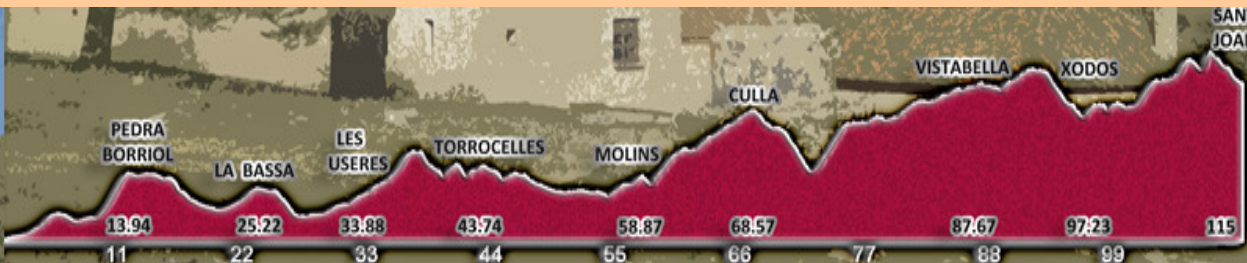 SAN
JOA
VISTABELLA XODOS
CULLA
PEDRA
BORRIOL
LES
USERES
TORROCELLES
MOLINS
LA BASSA
13.94 25.22 33.88 43.74 58.87 68.57 87.67 97.23 115
11 22 33 44 55 66 77 88 99